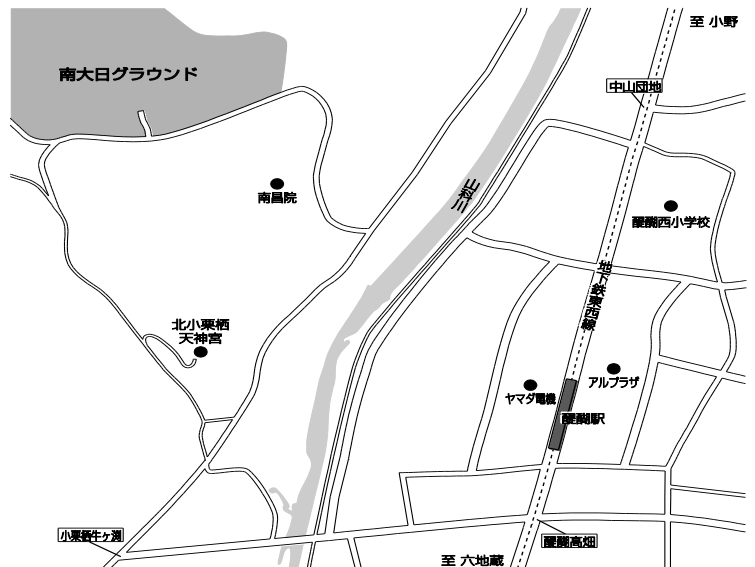 至 小野
南大日グラウンド
中山団地
南昌院
山科川
醍醐西小学校
地下鉄東西線
北小栗栖
天神宮
アルプラザ
ヤマダ電機
醍醐駅
小栗栖牛ヶ淵
醍醐高畑
至 六地蔵